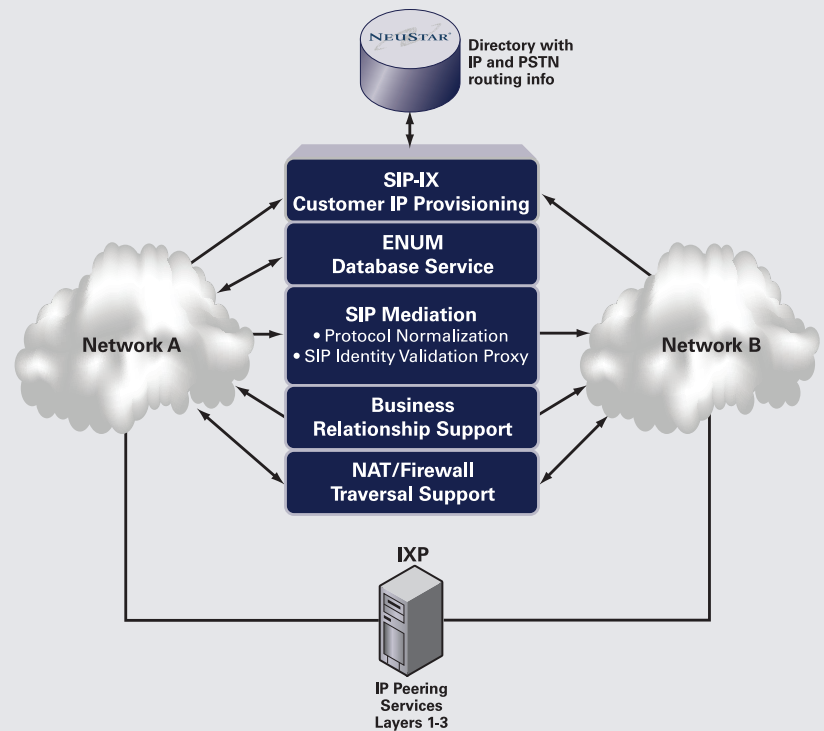 NEUSTAR®
Directory with
IP and PSTN
routing info
SIP-IX
Customer IP Provisioning
ENUM
Database Service
SIP Mediation
• Protocol Normalization
• SIP Identity Validation Proxy
Network A
Network B
Business
Relationship Support
NAT/Firewall
Traversal Support
IXP
IP Peering
Services
Layers 1-3